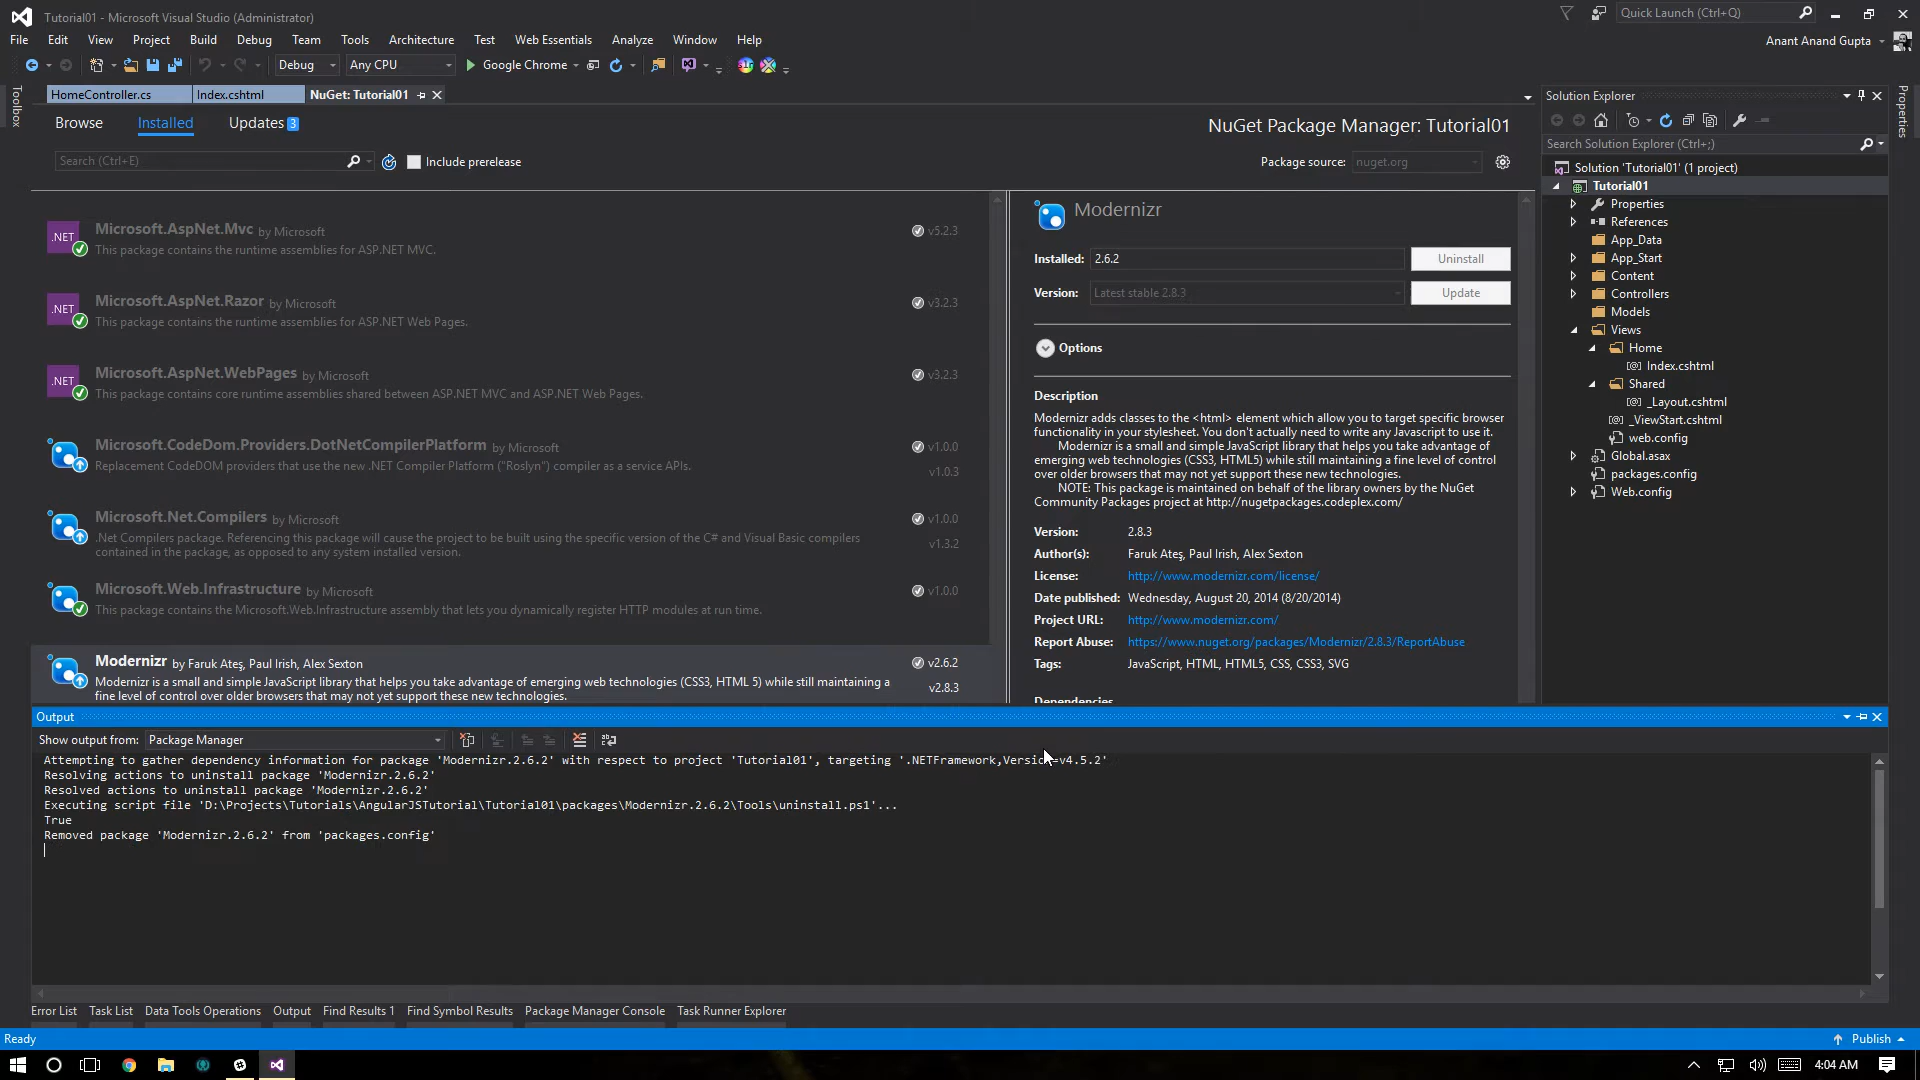 Tutorial01 - Microsoft Visual Studio (Administrator)
Quick Launch (Ctrl+Q)
File Edit View Project Build Debug Team Tools Architecture Test Web Essentials Analyze Window Help
Anant Anand Gupta
Debug Any CPU Google Chrome
Toolbox
HomeController.cs Index.cshtml NuGet: Tutorial01
Browse Installed Updates 3
NuGet Package Manager: Tutorial01
Search (Ctrl+E) Include prerelease
Package source: nuget.org
.NET
Microsoft.AspNet.Mvc by Microsoft v5.2.3
This package contains the runtime assemblies for ASP.NET MVC.
.NET
Microsoft.AspNet.Razor by Microsoft v3.2.3
This package contains the runtime assemblies for ASP.NET Web Pages.
.NET
Microsoft.AspNet.WebPages by Microsoft v3.2.3
This package contains core runtime assemblies shared between ASP.NET MVC and ASP.NET Web Pages.
Microsoft.CodeDom.Providers.DotNetCompilerPlatform by Microsoft v1.0.0
Replacement CodeDOM providers that use the new .NET Compiler Platform ("Roslyn") compiler as a service APIs. v1.0.3
Microsoft.Net.Compilers by Microsoft v1.0.0
.Net Compilers package. Referencing this package will cause the project to be built using the specific version of the C# and Visual Basic compilers v1.3.2
contained in the package, as opposed to any system installed version.
Microsoft.Web.Infrastructure by Microsoft v1.0.0
This package contains the Microsoft.Web.Infrastructure assembly that lets you dynamically register HTTP modules at run time.
Modernizr by Faruk Ateş, Paul Irish, Alex Sexton v2.6.2
Modernizr is a small and simple JavaScript library that helps you take advantage of emerging web technologies (CSS3, HTML 5) while still maintaining a v2.8.3
fine level of control over older browsers that may not yet support these new technologies.
Modernizr
Installed: 2.6.2 Uninstall
Version: Latest stable 2.8.3 Update
Options
Description
Modernizr adds classes to the <html> element which allow you to target specific browser
functionality in your stylesheet. You don't actually need to write any Javascript to use it.
Modernizr is a small and simple JavaScript library that helps you take advantage of
emerging web technologies (CSS3, HTML5) while still maintaining a fine level of control
over older browsers that may not yet support these new technologies.
NOTE: This package is maintained on behalf of the library owners by the NuGet
Community Packages project at http://nugetpackages.codeplex.com/
Version: 2.8.3
Author(s): Faruk Ateş, Paul Irish, Alex Sexton
License: http://www.modernizr.com/license/
Date published: Wednesday, August 20, 2014 (8/20/2014)
Project URL: http://www.modernizr.com/
Report Abuse: https://www.nuget.org/packages/Modernizr/2.8.3/ReportAbuse
Tags: JavaScript, HTML, HTML5, CSS, CSS3, SVG
Dependencies
Solution Explorer
Search Solution Explorer (Ctrl+;)
Solution 'Tutorial01' (1 project)
Tutorial01
Properties
References
App_Data
App_Start
Content
Controllers
Models
Views
Home
Index.cshtml
Shared
_Layout.cshtml
_ViewStart.cshtml
web.config
Global.asax
packages.config
Web.config
Properties
Output
Show output from: Package Manager
Attempting to gather dependency information for package 'Modernizr.2.6.2' with respect to project 'Tutorial01', targeting '.NETFramework,Version=v4.5.2'
Resolving actions to uninstall package 'Modernizr.2.6.2'
Resolved actions to uninstall package 'Modernizr.2.6.2'
Executing script file 'D:\Projects\Tutorials\AngularJSTutorial\Tutorial01\packages\Modernizr.2.6.2\Tools\uninstall.ps1'...
True
Removed package 'Modernizr.2.6.2' from 'packages.config'
Error List Task List Data Tools Operations Output Find Results 1 Find Symbol Results Package Manager Console Task Runner Explorer
Ready
Publish
4:04 AM